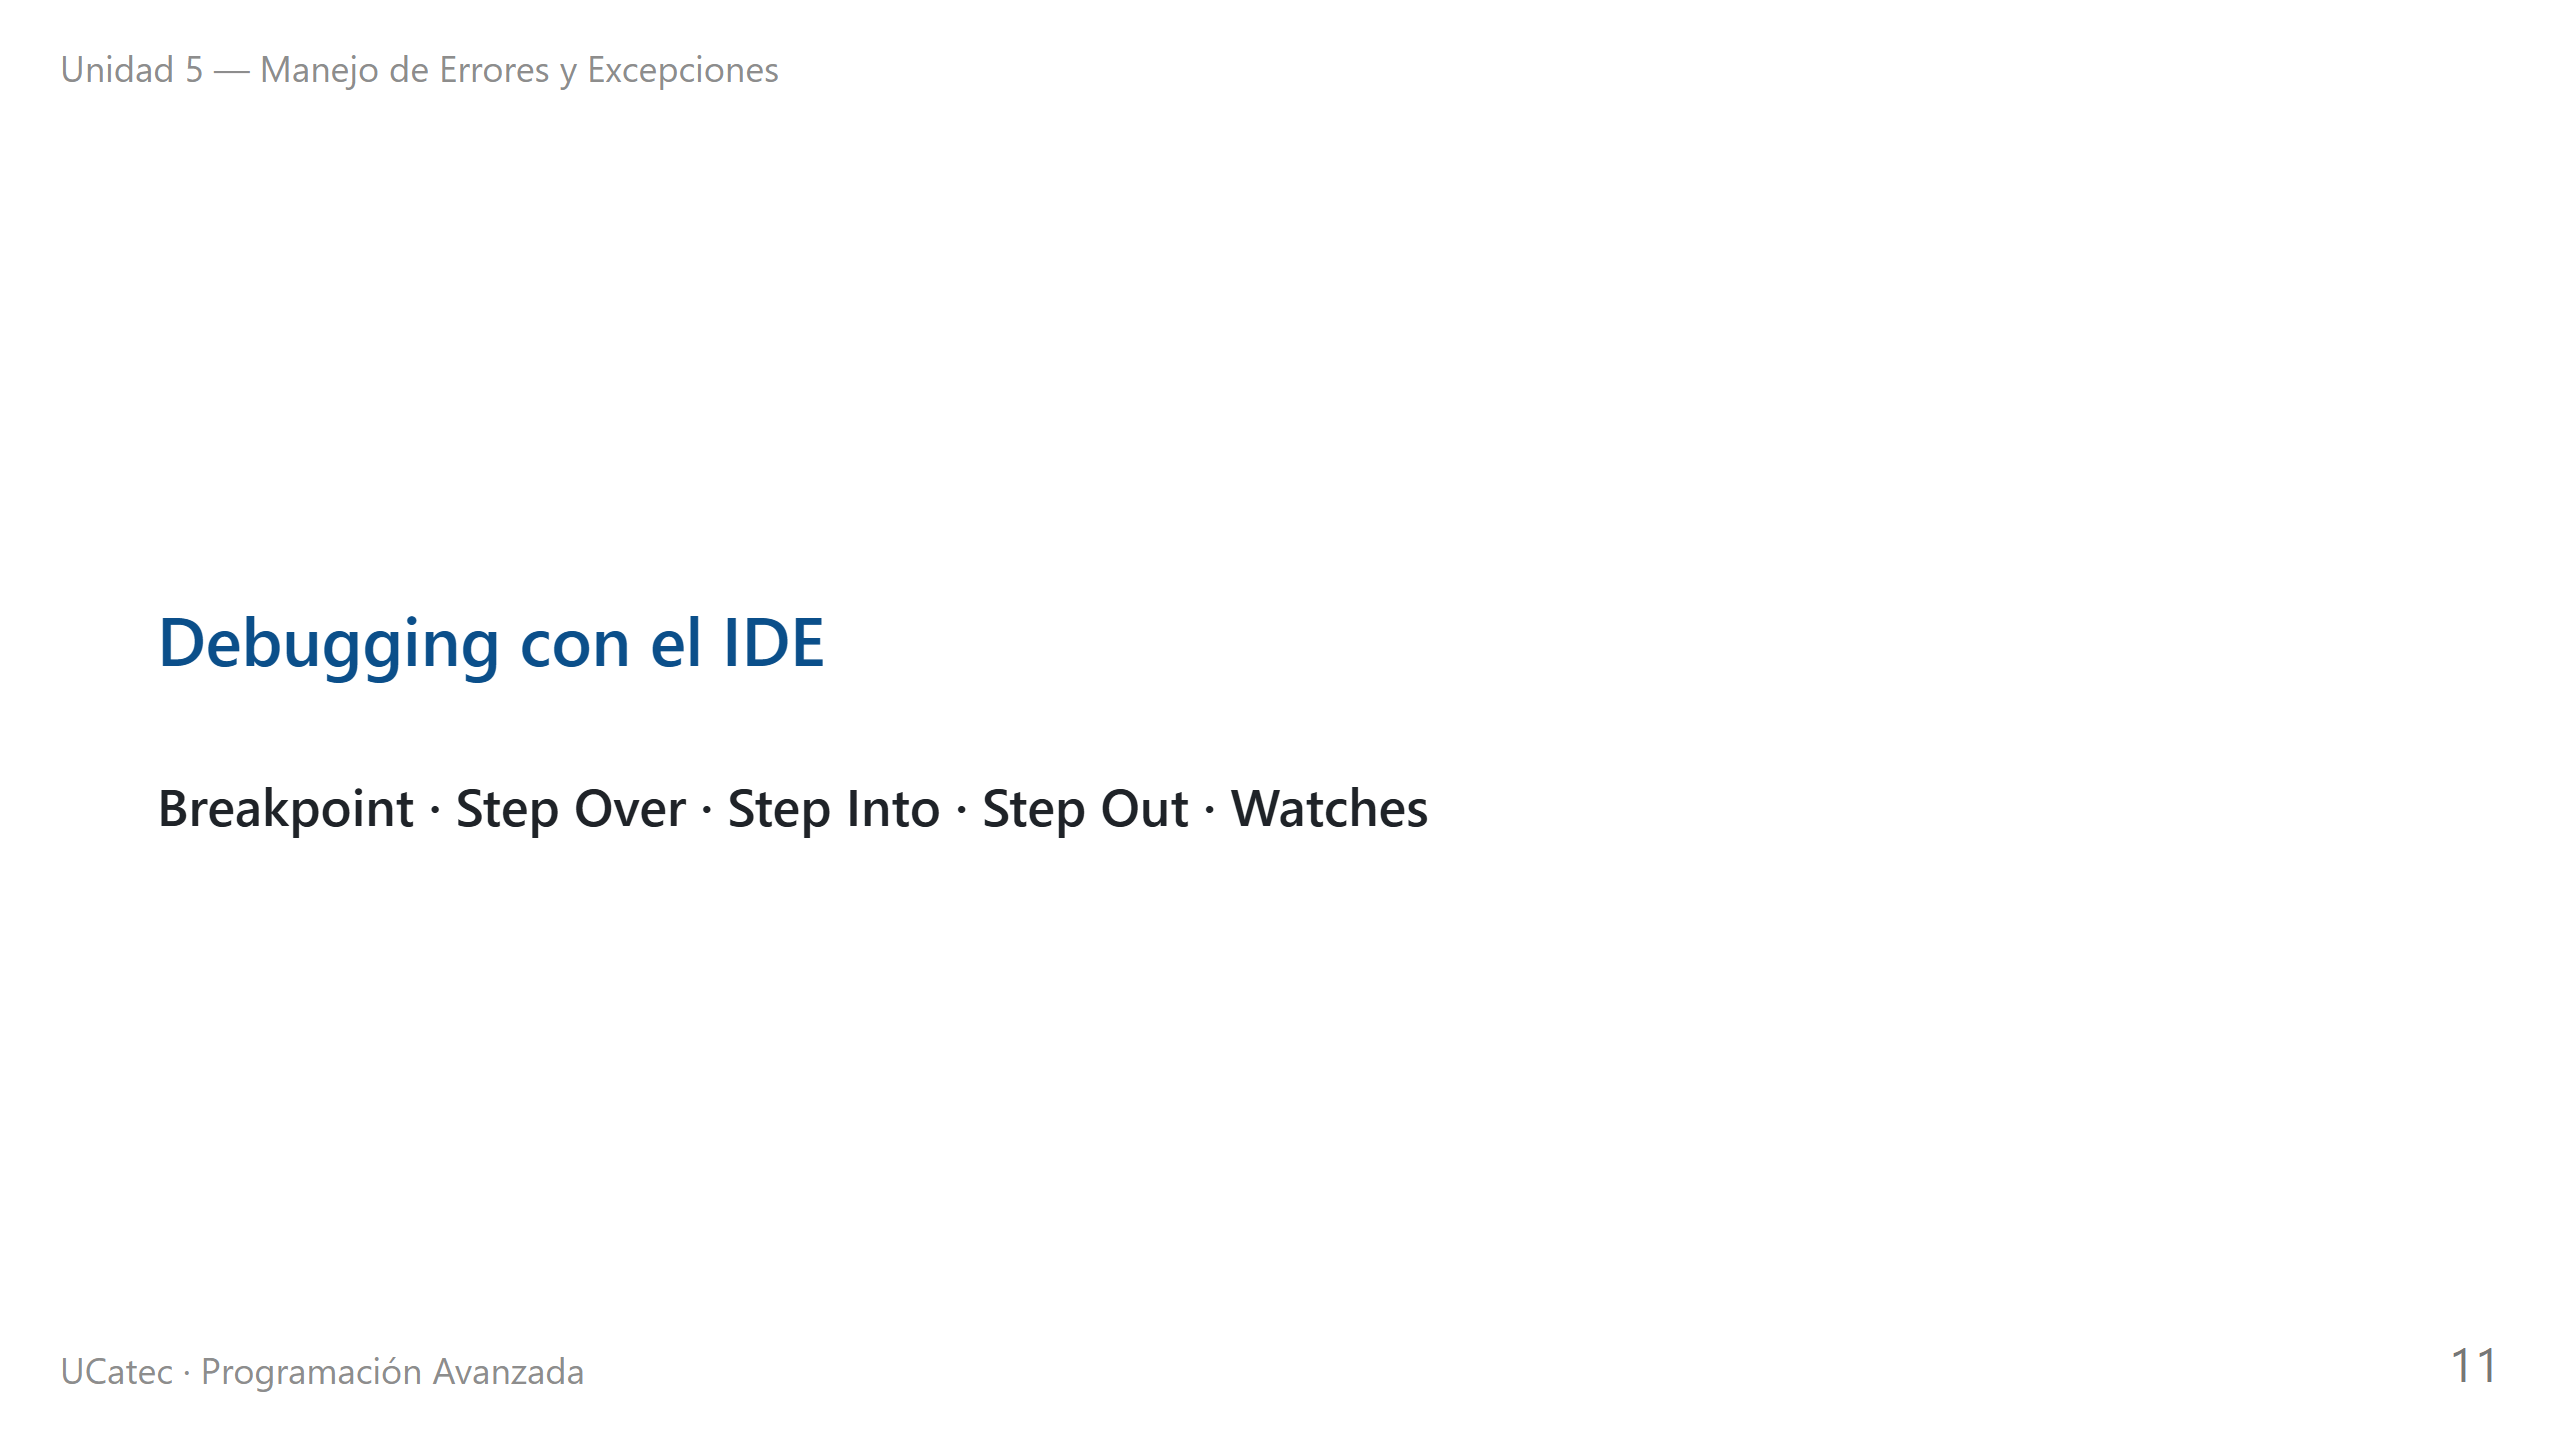 Unidad 5 — Manejo de Errores y Excepciones
Debugging con el IDE
Breakpoint · Step Over · Step Into · Step Out · Watches
UCatec · Programación Avanzada
11